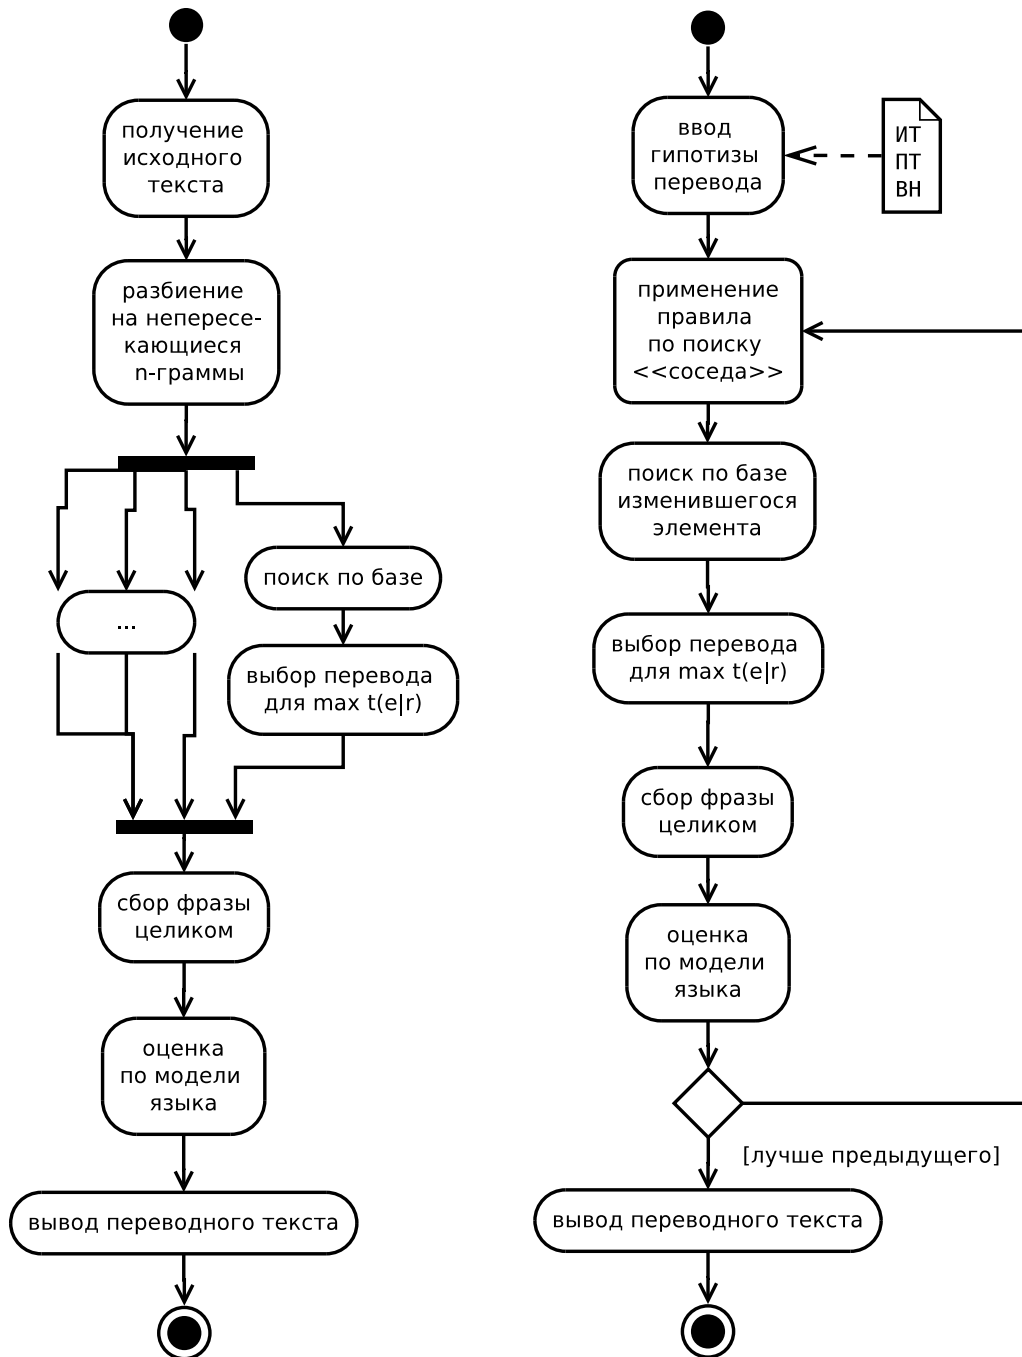 получение
исходного
текста
разбиение
на непересе-
кающиеся
n-граммы
...
поиск по базе
выбор перевода
для max t(e|r)
сбор фразы
целиком
оценка
по модели
языка
вывод переводного текста
ввод
гипотизы
перевода
ИТ
ПТ
ВН
применение
правила
по поиску
<<соседа>>
поиск по базе
изменившегося
элемента
выбор перевода
для max t(e|r)
сбор фразы
целиком
оценка
по модели
языка
[лучше предыдущего]
вывод переводного текста